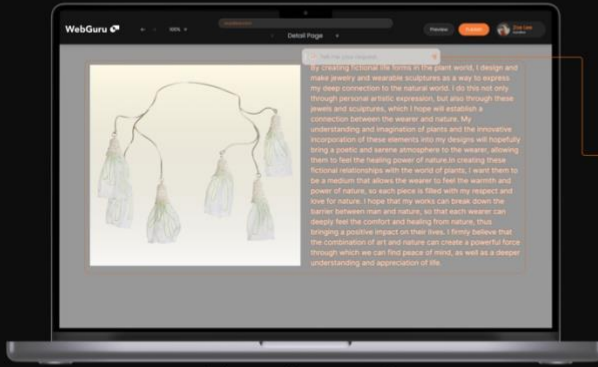 WebGuru
100%
Detail Page
Preview
Publish
Zoe Lee
Tell me your request...
By creating fictional life forms in the plant world, I design and
make jewelry and wearable sculptures as a way to express
my deep connection to the natural world. I do this not only
through personal artistic expression, but also through these
jewels and sculptures, which I hope will establish a
connection between the wearer and nature. My
understanding and imagination of plants and the innovative
incorporation of these elements into my designs will hopefully
bring a poetic and serene atmosphere to the wearer, allowing
them to feel the healing power of nature.In creating these
fictional relationships with the world of plants, I want them to
be a medium that allows the wearer to feel the warmth and
power of nature, so each piece is filled with my respect and
love for nature. I hope that my works can break down the
barrier between man and nature, so that each wearer can
deeply feel the comfort and healing from nature, thus
bringing a positive impact on their lives. I firmly believe that
the combination of art and nature can create a powerful force
through which we can find peace of mind, as well as a deeper
understanding and appreciation of life.